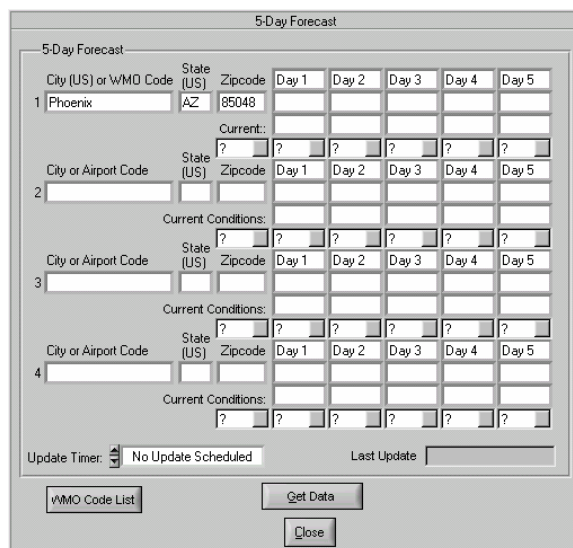 5-Day Forecast
5-Day Forecast
City (US) or WMO Code State (US) Zipcode Day 1 Day 2 Day 3 Day 4 Day 5
1 Phoenix AZ 85048
Current::
? ? ? ? ? ?
City or Airport Code State (US) Zipcode Day 1 Day 2 Day 3 Day 4 Day 5
2
Current Conditions:
? ? ? ? ? ?
City or Airport Code State (US) Zipcode Day 1 Day 2 Day 3 Day 4 Day 5
3
Current Conditions:
? ? ? ? ? ?
City or Airport Code State (US) Zipcode Day 1 Day 2 Day 3 Day 4 Day 5
4
Current Conditions:
? ? ? ? ? ?
Update Timer: No Update Scheduled Last Update
WMO Code List Get Data
Close